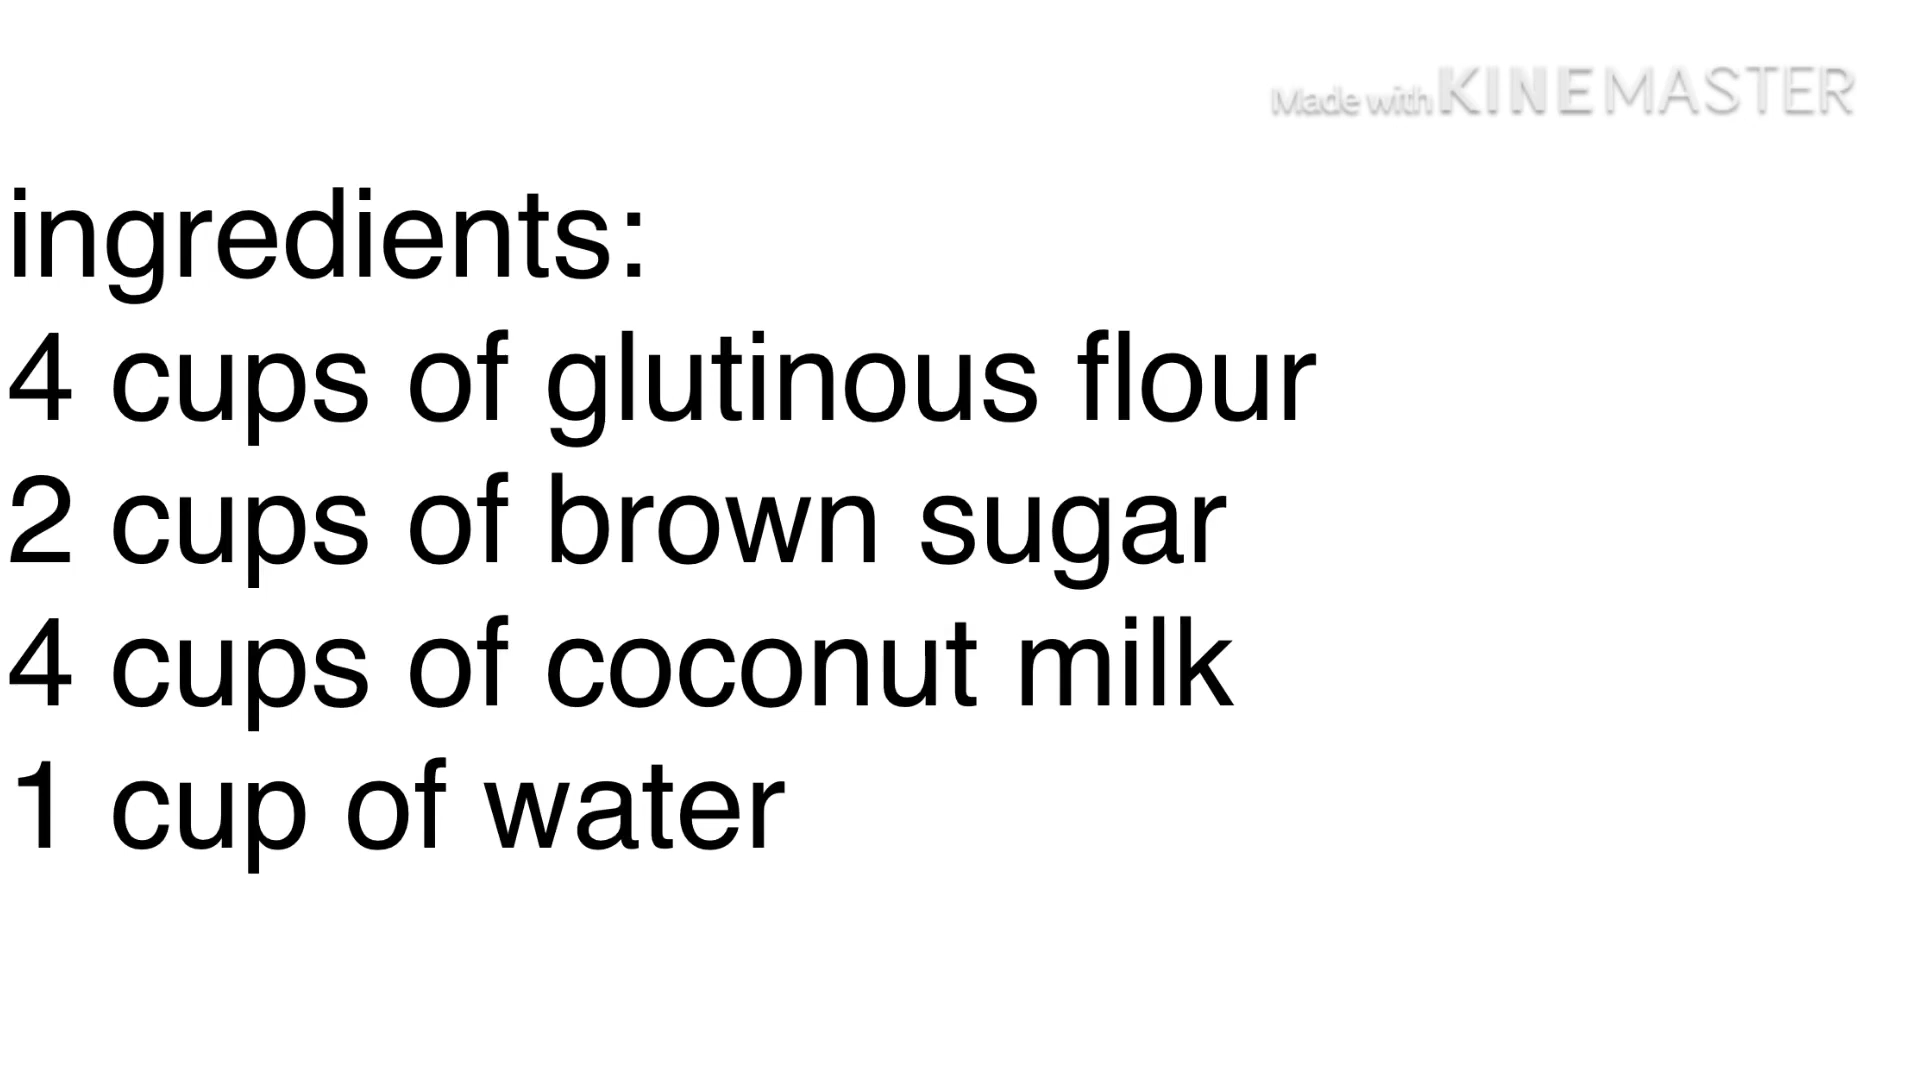 Made with KINEMASTER
ingredients:
4 cups of glutinous flour
2 cups of brown sugar
4 cups of coconut milk
1 cup of water